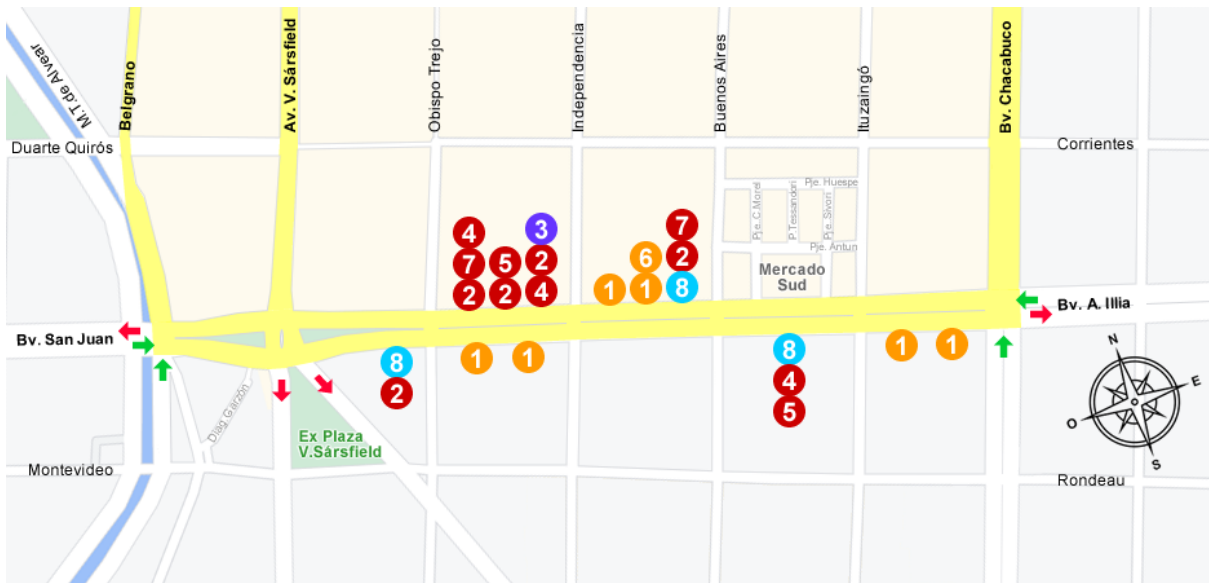 M.T.de Alvear
Belgrano
Av. V. Sársfield
Obispo Trejo
Independencia
Buenos Aires
Ituzaingó
Bv. Chacabuco
Duarte Quirós
Corrientes
Pje. Huespe
Pje. C.Morel
P.Tessandori
Pje. Sivori
Pje. Antun
4
3
7
7
5
2
6
2
2
2
4
1
1
8
Mercado
Sud
Bv. San Juan
Bv. A. Illia
8
1
1
8
1
1
2
4
5
Diag Garzón
Ex Plaza
V.Sársfield
Montevideo
Rondeau
N
E
O
S